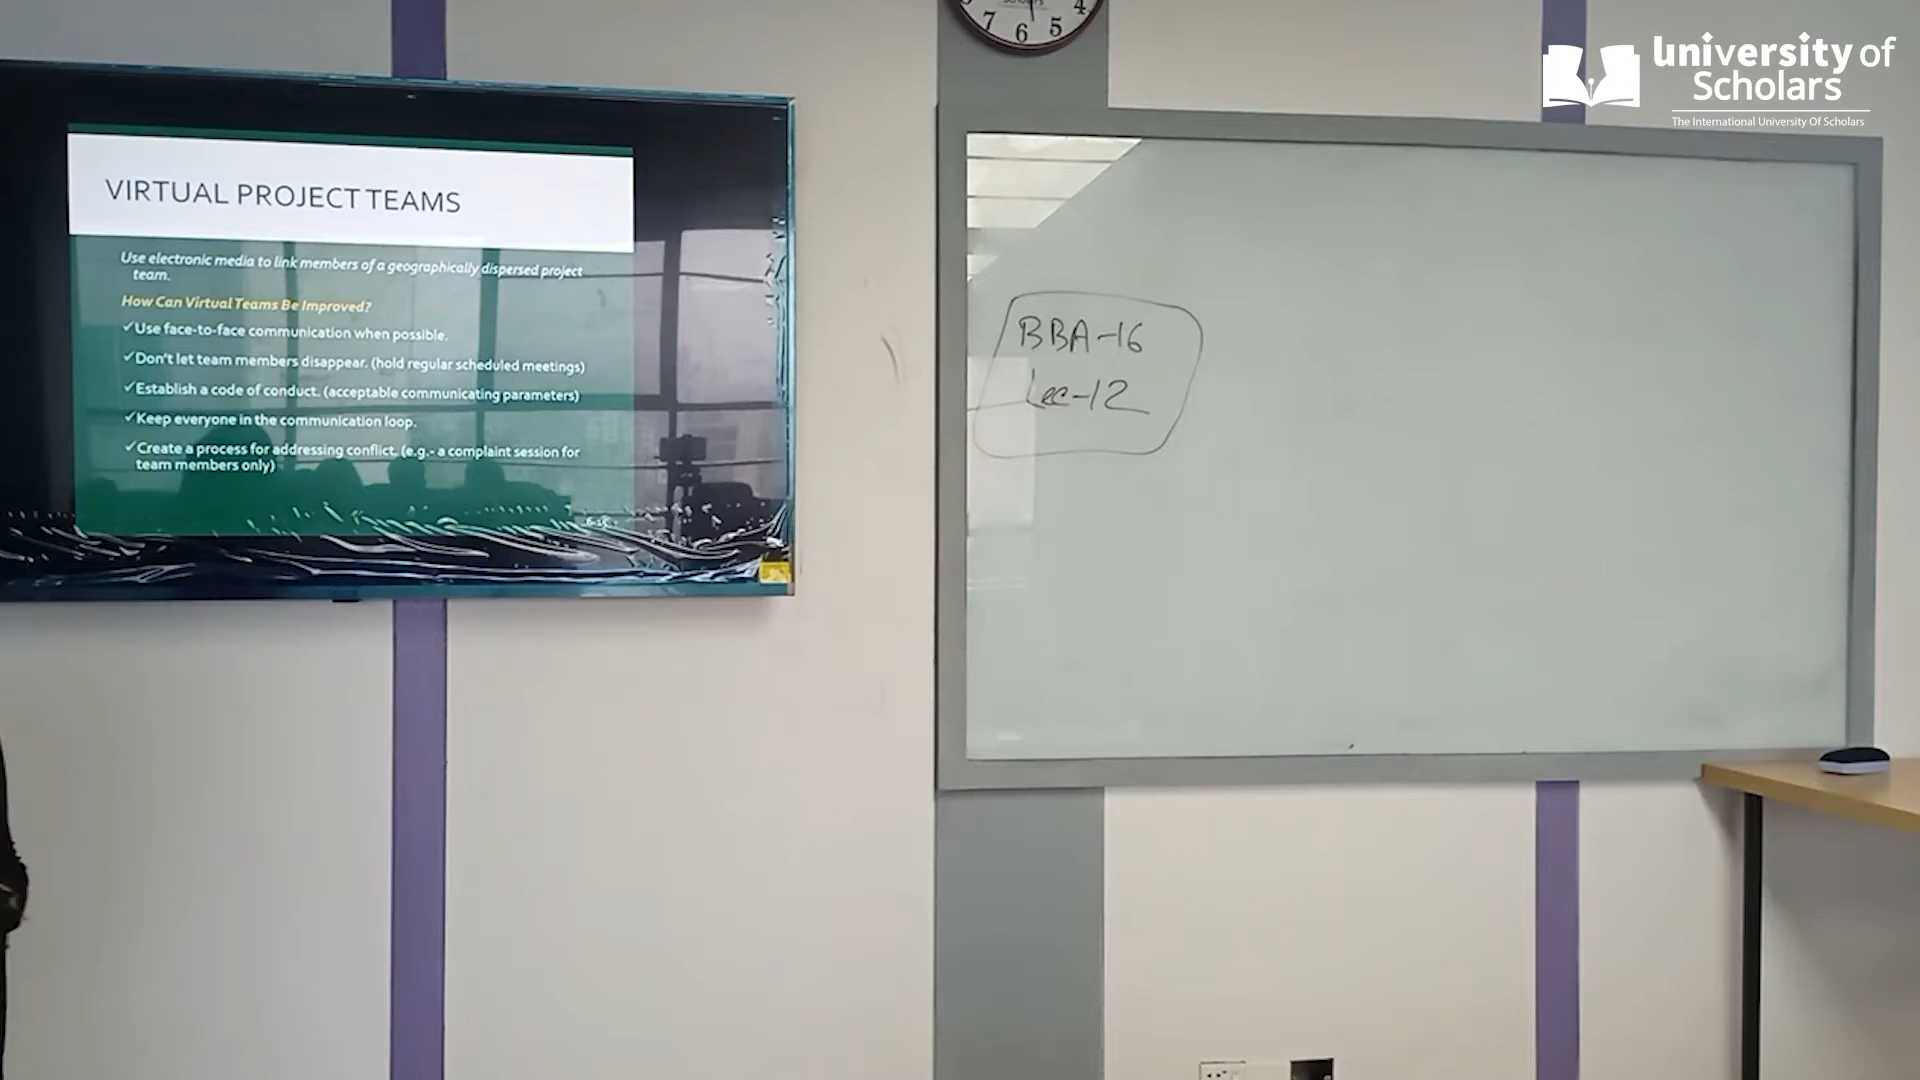 VIRTUAL PROJECT TEAMS
Use electronic media to link members of a geographically dispersed project
team.
How Can Virtual Teams Be Improved?
✓Use face-to-face communication when possible.
✓Don't let team members disappear. (hold regular scheduled meetings)
✓Establish a code of conduct. (acceptable communicating parameters)
✓Keep everyone in the communication loop.
✓Create a process for addressing conflict. (e.g.- a complaint session for
team members only)
7 6 5 4
BBA-16
Lec-12
University of
Scholars
The International University Of Scholars